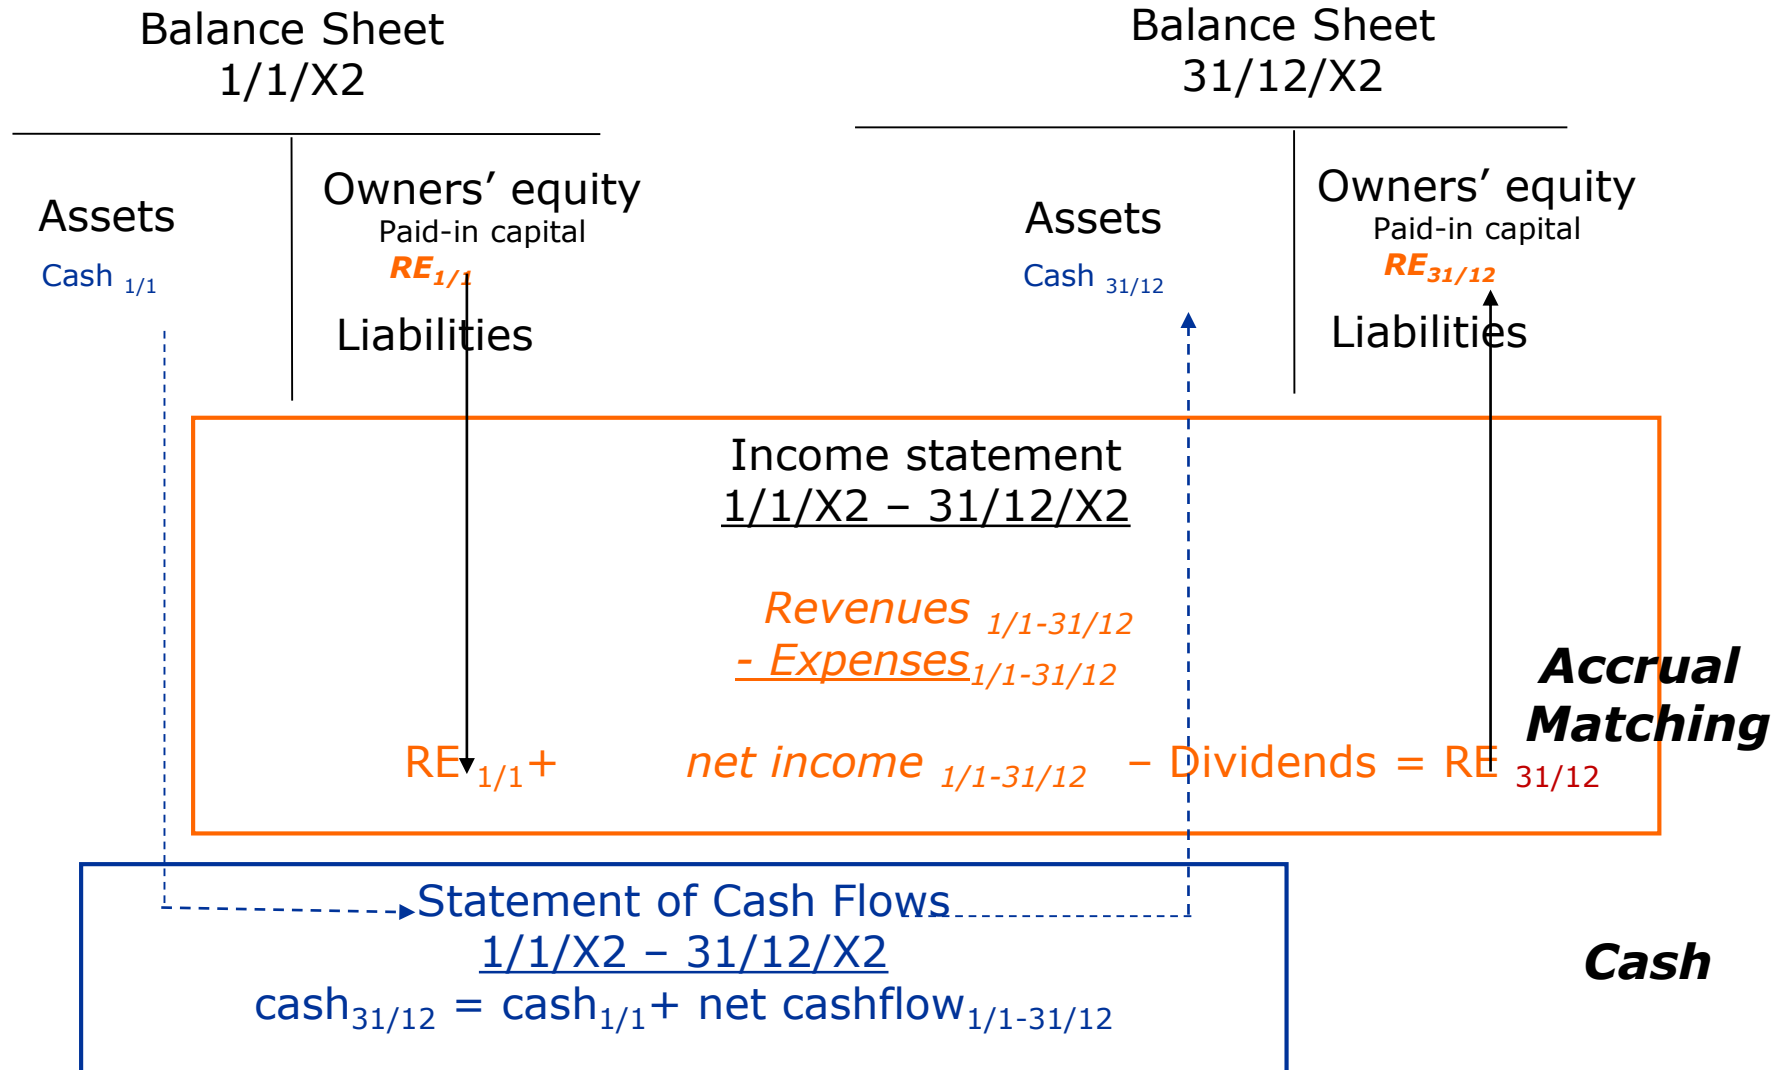 Balance Sheet
1/1/X2
Assets
Cash 1/1
Owners’ equity
Paid-in capital
RE1/1
Liabilities
Balance Sheet
31/12/X2
Assets
Cash 31/12
Owners’ equity
Paid-in capital
RE31/12
Liabilities
Income statement
1/1/X2 – 31/12/X2
Revenues 1/1-31/12
- Expenses1/1-31/12
RE 1/1+ net income 1/1-31/12 – Dividends = RE 31/12
Accrual
Matching
Statement of Cash Flows
1/1/X2 – 31/12/X2
cash31/12 = cash1/1+ net cashflow1/1-31/12
Cash